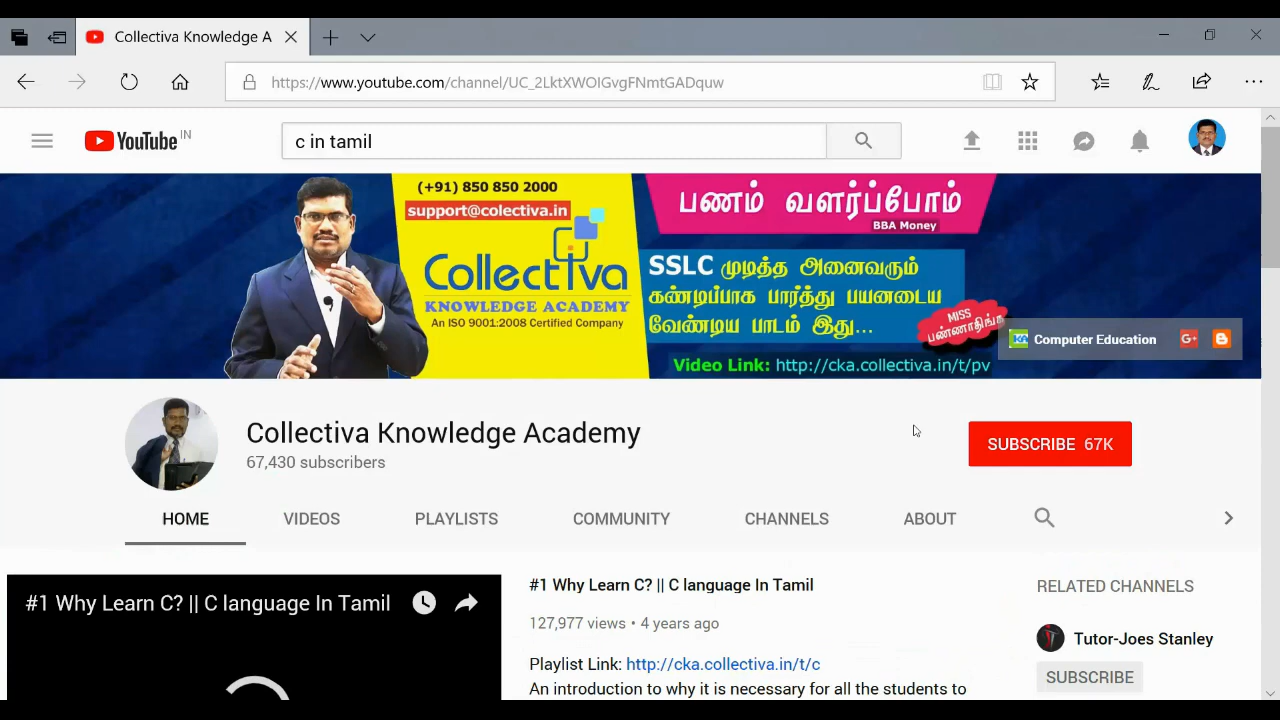 Collectiva Knowledge A
https://www.youtube.com/channel/UC_2LktXWOIGvgFNmtGADquw
YouTube IN
c in tamil
(+91) 850 850 2000
support@colectiva.in
Collectiva
KNOWLEDGE ACADEMY
An ISO 9001:2008 Certified Company
பணம் வளர்ப்போம்
BBA Money
SSLC முடித்த அனைவரும்
கண்டிப்பாக பார்த்து பயனடைய
வேண்டிய பாடம் இது...
MISS
பண்ணாதிங்க
Video Link: http://cka.collectiva.in/t/pv
Computer Education
G+
Collectiva Knowledge Academy
67,430 subscribers
SUBSCRIBE 67K
HOME VIDEOS PLAYLISTS COMMUNITY CHANNELS ABOUT
#1 Why Learn C? || C language In Tamil
#1 Why Learn C? || C language In Tamil
127,977 views • 4 years ago
Playlist Link: http://cka.collectiva.in/t/c
An introduction to why it is necessary for all the students to
RELATED CHANNELS
Tutor-Joes Stanley
SUBSCRIBE